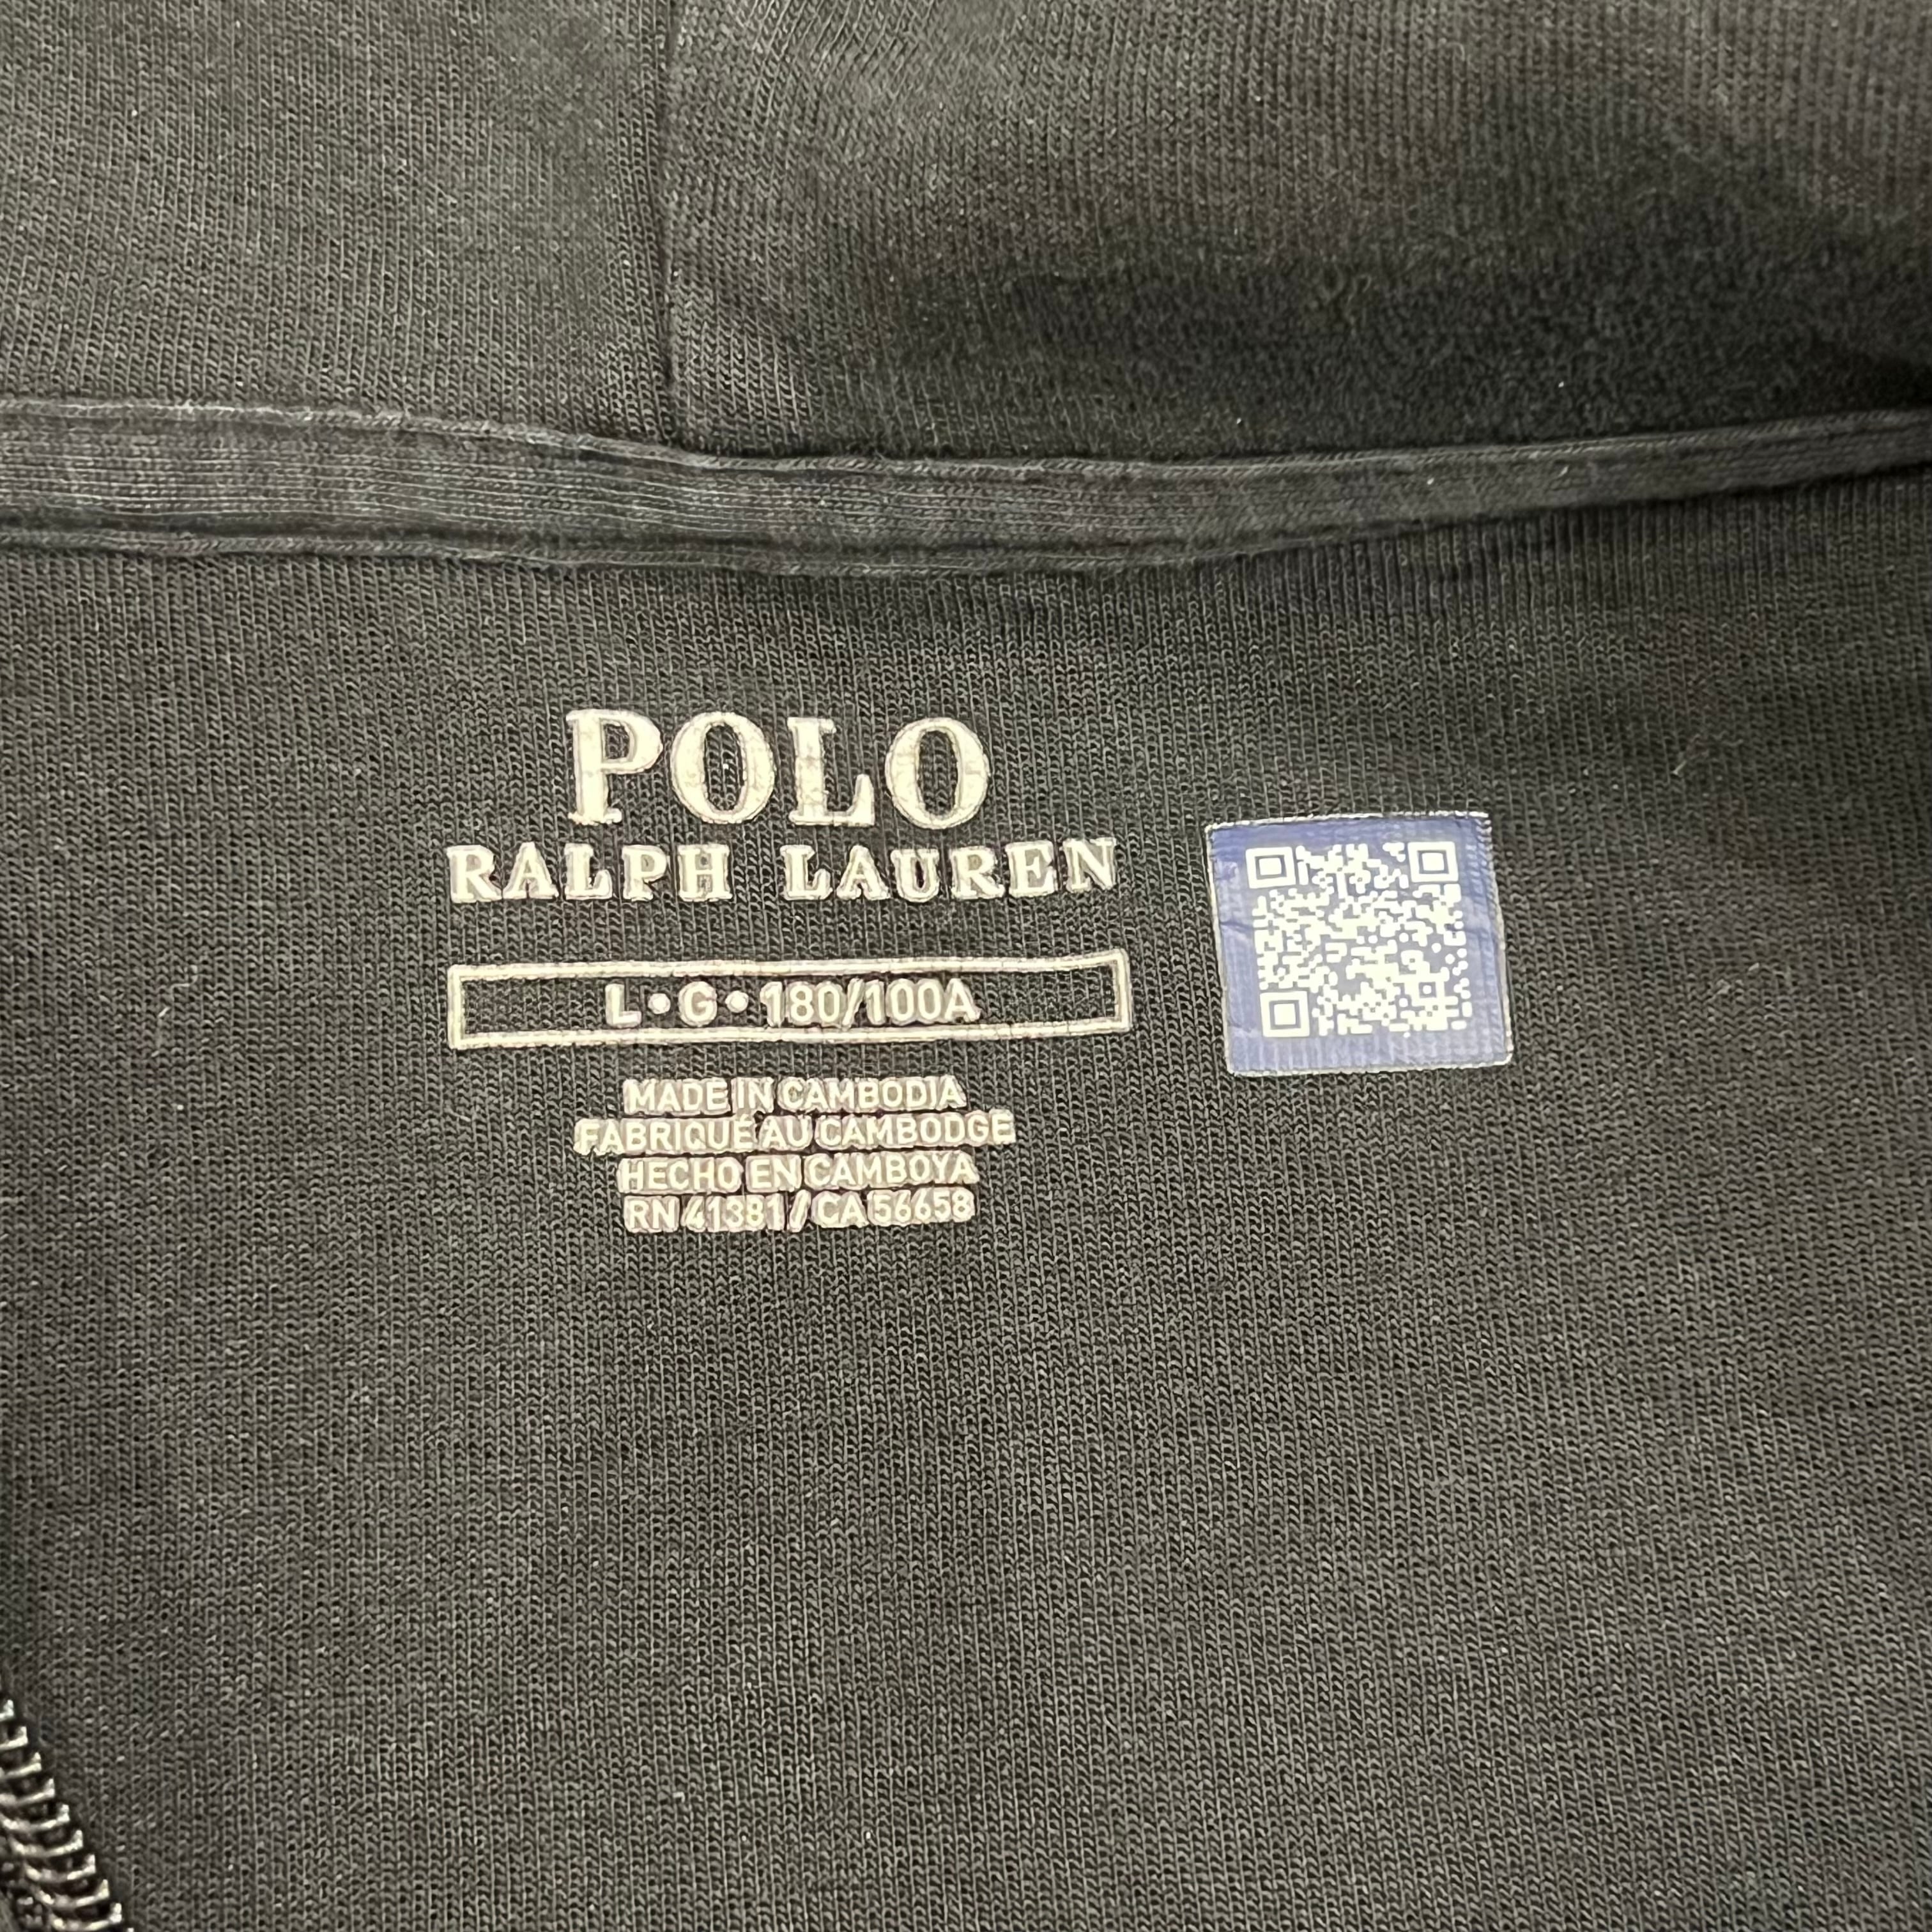 POLO
RALPH LAUREN
L•G•180/100A
MADE IN CAMBODIA
FABRIQUÉ AU CAMBODGE
HECHO EN CAMBOYA
RN 41381 / CA 56658